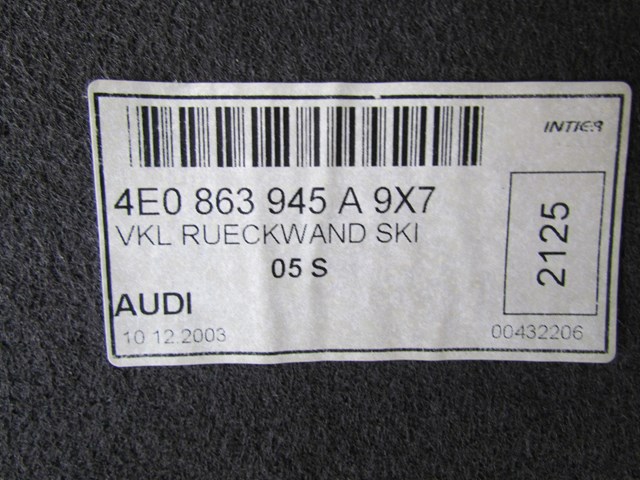 INTIER
4E0 863 945 A 9X7
VKL RUECKWAND SKI
05 S
2125
AUDI
10 12.2003
00432206